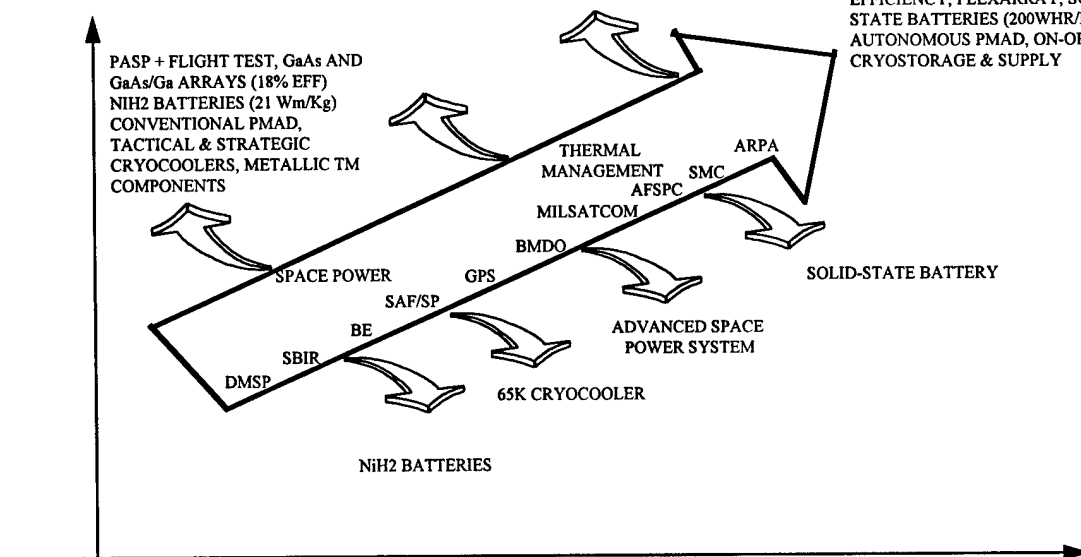 EFFICIENCY, FLEXARRAY,
STATE BATTERIES (200WHR/
AUTONOMOUS PMAD,
CRYOSTORAGE & SUPPLY
PASP + FLIGHT TEST, GaAs AND
GaAs/Ga ARRAYS (18% EFF)
NIH2 BATTERIES (21 Wm/Kg)
CONVENTIONAL PMAD,
TACTICAL & STRATEGIC
CRYOCOOLERS, METALLIC TM
COMPONENTS
THERMAL
MANAGEMENT
ARPA
SMC
AFSPC
MILSATCOM
BMDO
SPACE POWER
GPS
SAF/SP
BE
SBIR
DMSP
SOLID-STATE BATTERY
ADVANCED SPACE
POWER SYSTEM
65K CRYOCOOLER
NiH2 BATTERIES